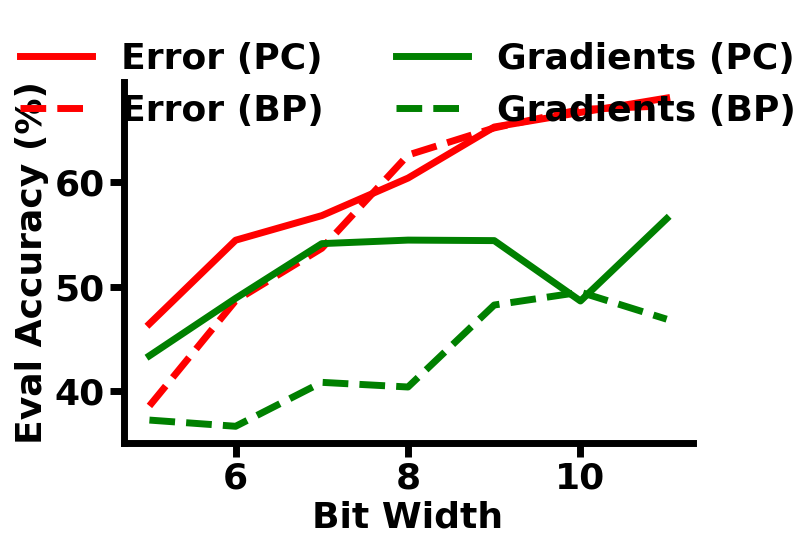 Error (PC)
Gradients (PC)
Error (BP)
Gradients (BP)
Eval Accuracy (%)
60
50
40
6
8
10
Bit Width